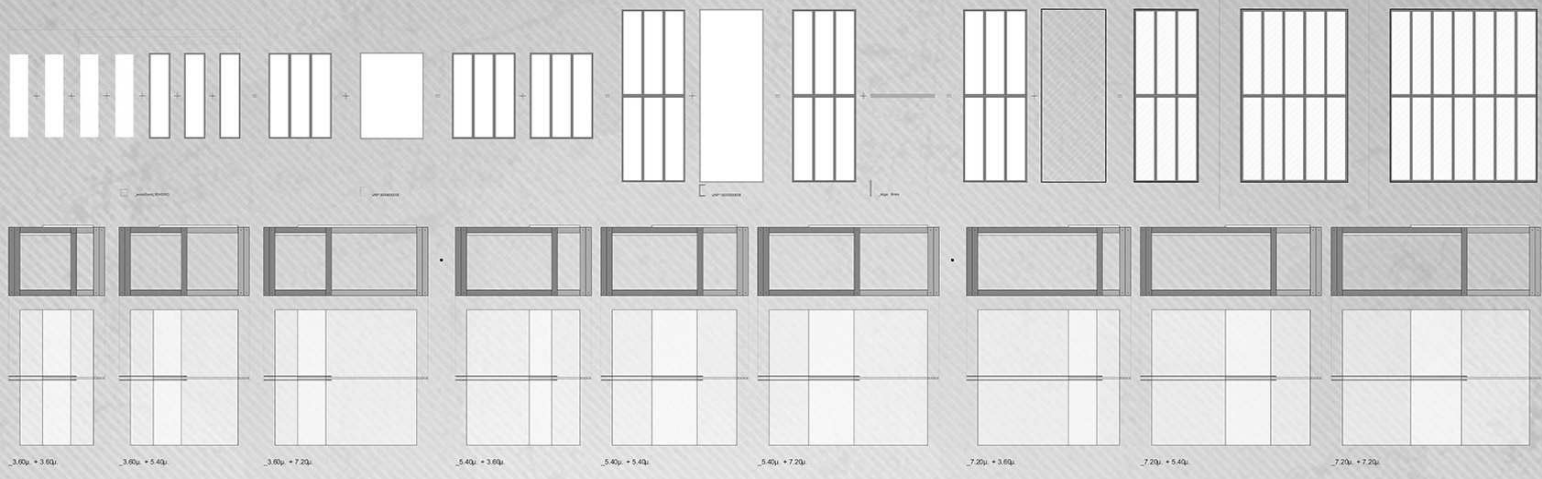 _3.60μ. + 3.60μ.
_3.60μ. + 5.40μ.
_3.60μ. + 7.20μ.
_5.40μ. + 3.60μ.
_5.40μ. + 5.40μ.
_5.40μ. + 7.20μ.
_7.20μ. + 3.60μ.
_7.20μ. + 5.40μ.
_7.20μ. + 7.20μ.